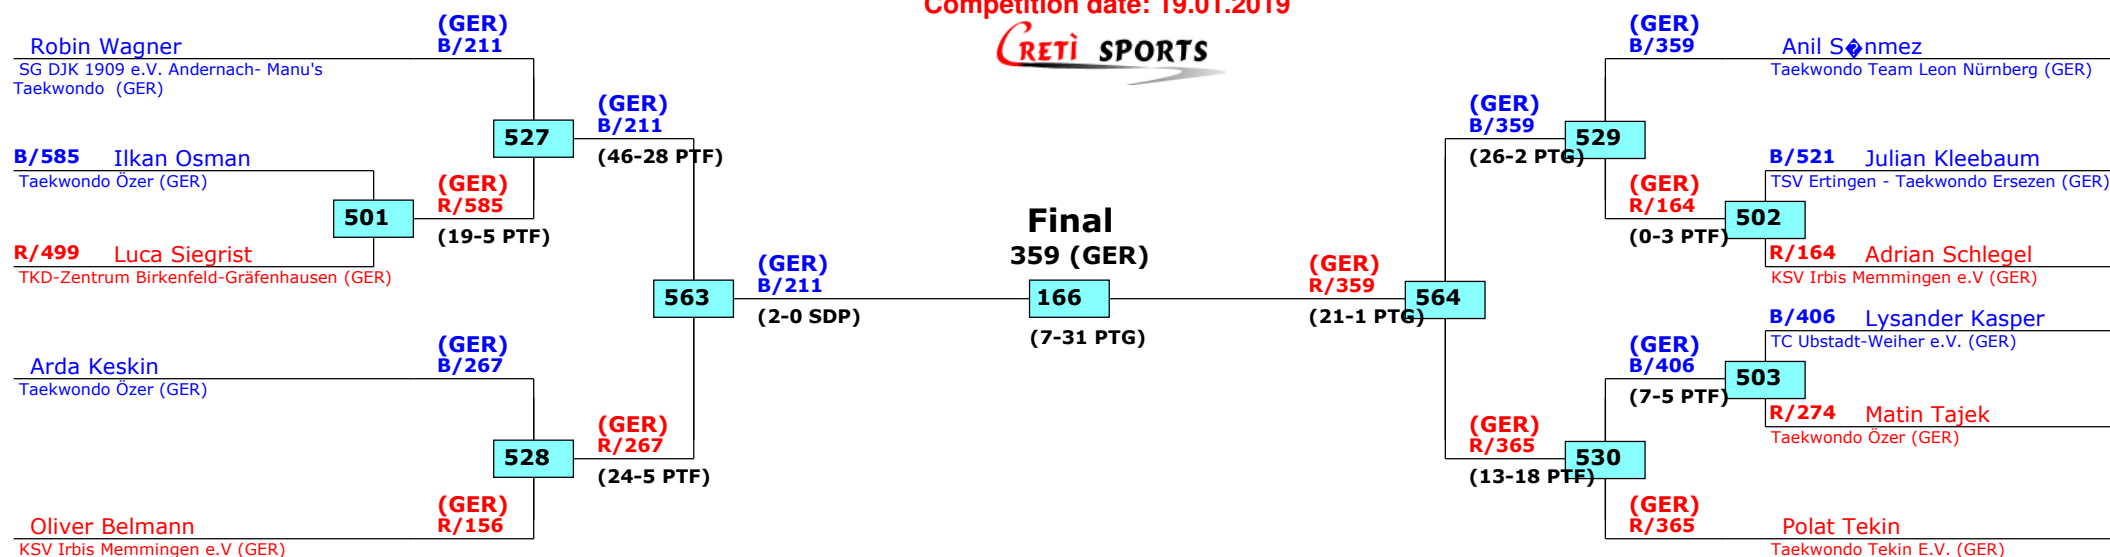 Competition date: 19.01.2019
CRETÌ SPORTS
(GER)
B/211
Robin Wagner
SG DJK 1909 e.V. Andernach- Manu's
Taekwondo (GER)
527
(GER)
B/211
(46-28 PTF)
B/585 Ilkan Osman
Taekwondo Özer (GER)
501
(GER)
R/585
(19-5 PTF)
R/499 Luca Siegrist
TKD-Zentrum Birkenfeld-Gräfenhausen (GER)
563
(GER)
B/211
(2-0 SDP)
(GER)
B/267
Arda Keskin
Taekwondo Özer (GER)
528
(GER)
R/267
(24-5 PTF)
(GER)
R/156
Oliver Belmann
KSV Irbis Memmingen e.V (GER)
Final
359 (GER)
166
(7-31 PTG)
(GER)
R/359
(21-1 PTG)
564
(GER)
B/359
Anil S�nmez
Taekwondo Team Leon Nürnberg (GER)
(GER)
B/359
(26-2 PTG)
529
B/521 Julian Kleebaum
TSV Ertingen - Taekwondo Ersezen (GER)
(GER)
R/164
(0-3 PTF)
502
R/164 Adrian Schlegel
KSV Irbis Memmingen e.V (GER)
B/406 Lysander Kasper
TC Ubstadt-Weiher e.V. (GER)
(GER)
B/406
(7-5 PTF)
503
R/274 Matin Tajek
Taekwondo Özer (GER)
(GER)
R/365
(13-18 PTF)
530
(GER)
R/365
Polat Tekin
Taekwondo Tekin E.V. (GER)